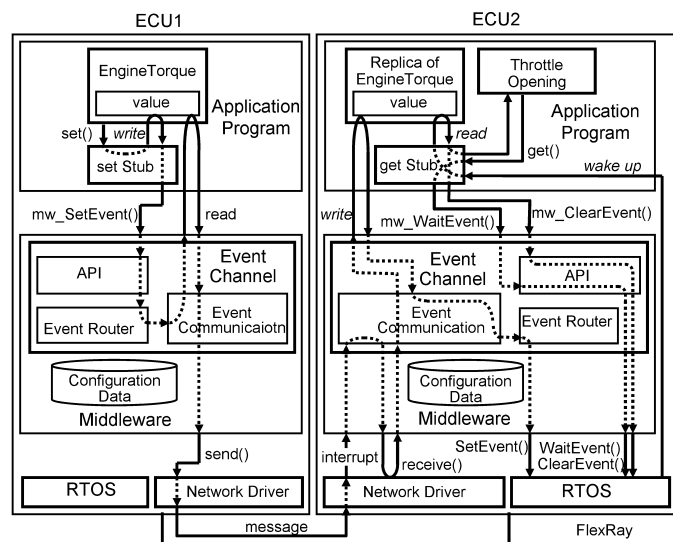 ECU1
EngineTorque
value
Application
Program
set()
write
set Stub
mw_SetEvent()
read
Event
Channel
API
Event Router
Event
Communicaiotn
Configuration
Data
Middleware
send()
RTOS
Network Driver
message
ECU2
Replica of
EngineTorque
value
Throttle
Opening
Application
Program
read
get()
get Stub
wake up
write
mw_WaitEvent()
mw_ClearEvent()
Event
Channel
API
Event
Communication
Event Router
Configuration
Data
Middleware
SetEvent()
WaitEvent()
ClearEvent()
interrupt
receive()
Network Driver
RTOS
FlexRay